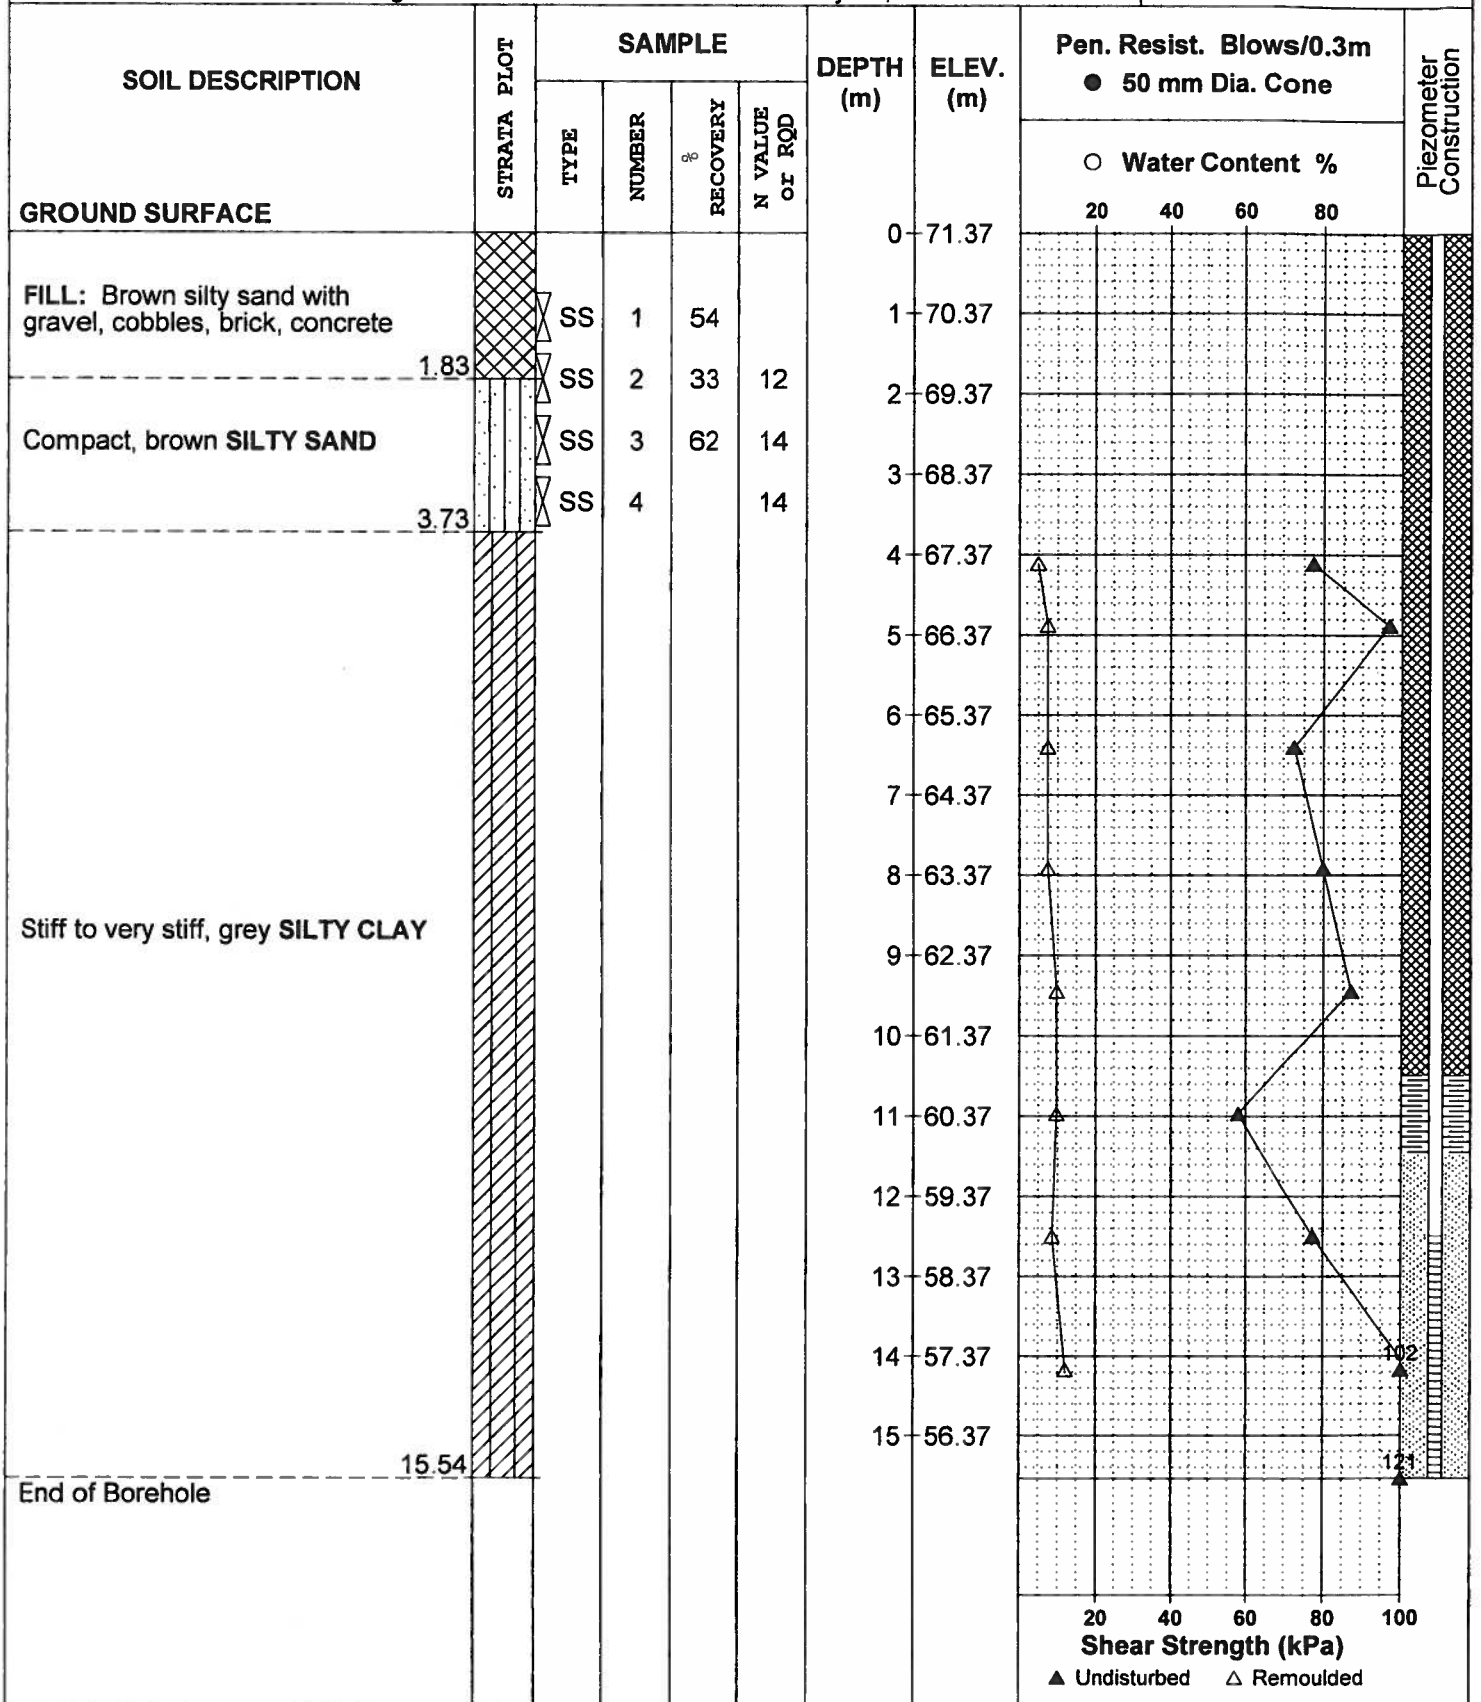 SOIL DESCRIPTION
GROUND SURFACE
STRATA PLOT
SAMPLE
TYPE
NUMBER
%
RECOVERY
N VALUE
or RQD
DEPTH
(m)
ELEV.
(m)
Pen. Resist. Blows/0.3m
● 50 mm Dia. Cone
○ Water Content %
20 40 60 80
Piezometer
Construction
0 71.37
FILL: Brown silty sand with
gravel, cobbles, brick, concrete
SS 1 54
1 70.37
1.83
SS 2 33 12
2 69.37
Compact, brown SILTY SAND
SS 3 62 14
3 68.37
SS 4 14
3.73
4 67.37
5 66.37
6 65.37
7 64.37
8 63.37
Stiff to very stiff, grey SILTY CLAY
9 62.37
10 61.37
11 60.37
12 59.37
13 58.37
14 57.37
102
15 56.37
15.54
121
End of Borehole
20 40 60 80 100
Shear Strength (kPa)
▲ Undisturbed △ Remoulded